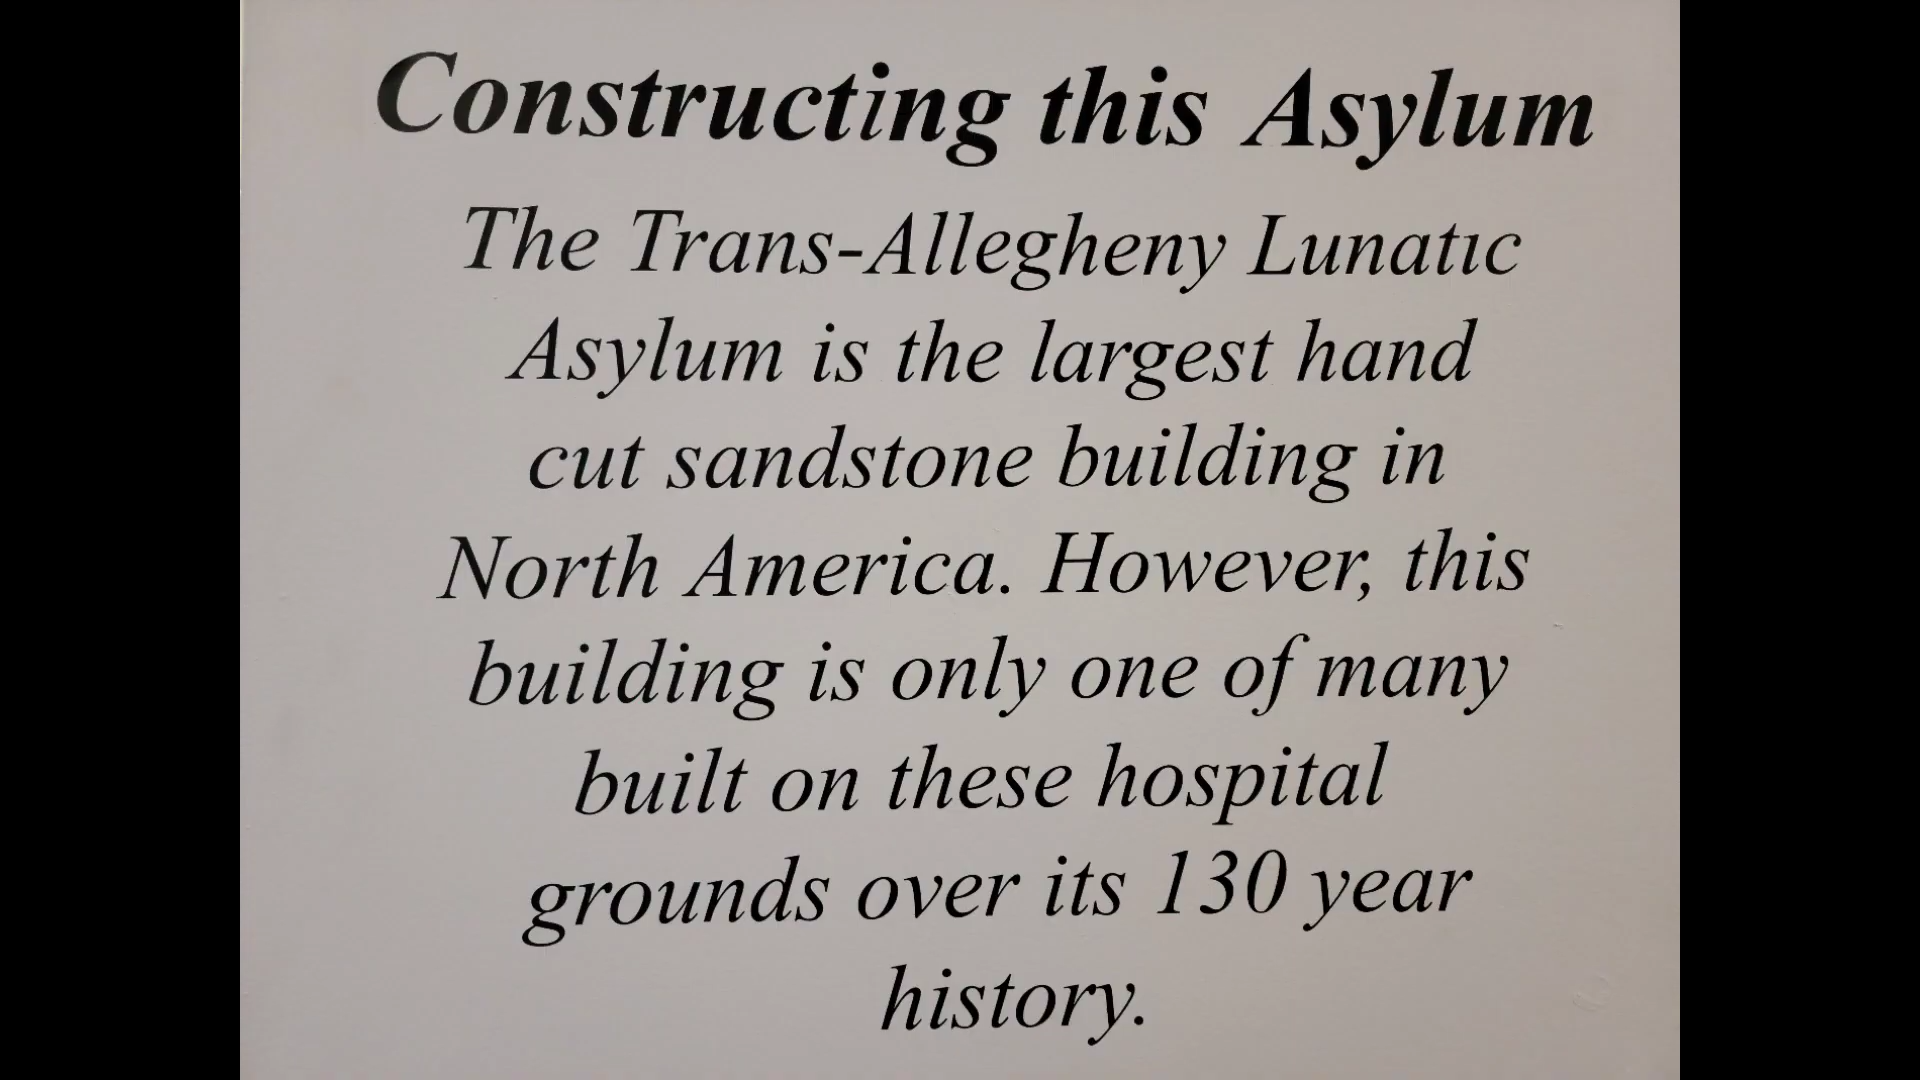 Constructing this Asylum
The Trans-Allegheny Lunatic
Asylum is the largest hand
cut sandstone building in
North America. However, this
building is only one of many
built on these hospital
grounds over its 130 year
history.